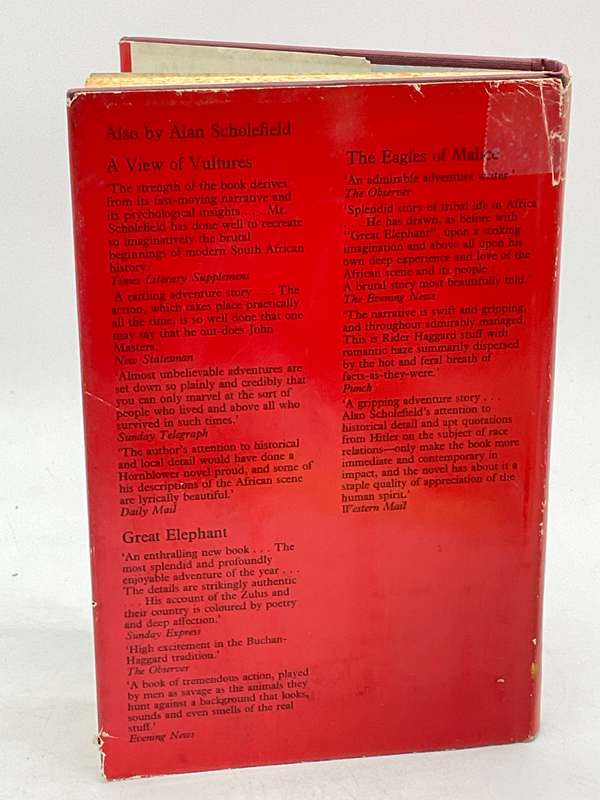 Also by Alan Scholefield
A View of Vultures
'The strength of the book derives
from its fast-moving narrative and
its psychological insights . . . . Mr.
Scholefield has done well to recreate
so imaginatively the brutal
beginnings of modern South African
history.'
Times Literary Supplement
'A rattling adventure story . . . The
action, which takes place practically
all the time, is so well done that one
may say that he out-does John
Masters.'
New Statesman
'Almost unbelievable adventures are
set down so plainly and credibly that
you can only marvel at the sort of
people who lived and above all who
survived in such times.'
Sunday Telegraph
'The author's attention to historical
and local detail would have done a
Hornblower novel proud, and some of
his descriptions of the African scene
are lyrically beautiful.'
Daily Mail
Great Elephant
'An enthralling new book . . . The
most splendid and profoundly
enjoyable adventure of the year . . .
The details are strikingly authentic
. . . His account of the Zulus and
their country is coloured by poetry
and deep affection.'
Sunday Express
'High excitement in the Buchan-
Haggard tradition.'
The Observer
'A book of tremendous action, played
by men as savage as the animals they
hunt against a background that looks,
sounds and even smells of the real
stuff.'
Evening News
The Eagles of Malice
'An admirable adventure writer.'
The Observer
'Splendid story of tribal life in Africa
. . . He has drawn, as before with
"Great Elephant", upon a striking
imagination and above all upon his
own deep experience and love of the
African scene and its people . . .
A brutal story most beautifully told.'
The Evening News
'The narrative is swift and gripping,
and throughout admirably managed.
This is Rider Haggard stuff with
romantic haze summarily dispersed
by the hot and feral breath of
facts-as-they-were.'
Punch
'A gripping adventure story . . .
Alan Scholefield's attention to
historical detail and apt quotations
from Hitler on the subject of race
relations—only make the book more
immediate and contemporary in
impact, and the novel has about it a
staple quality of appreciation of the
human spirit.'
Western Mail